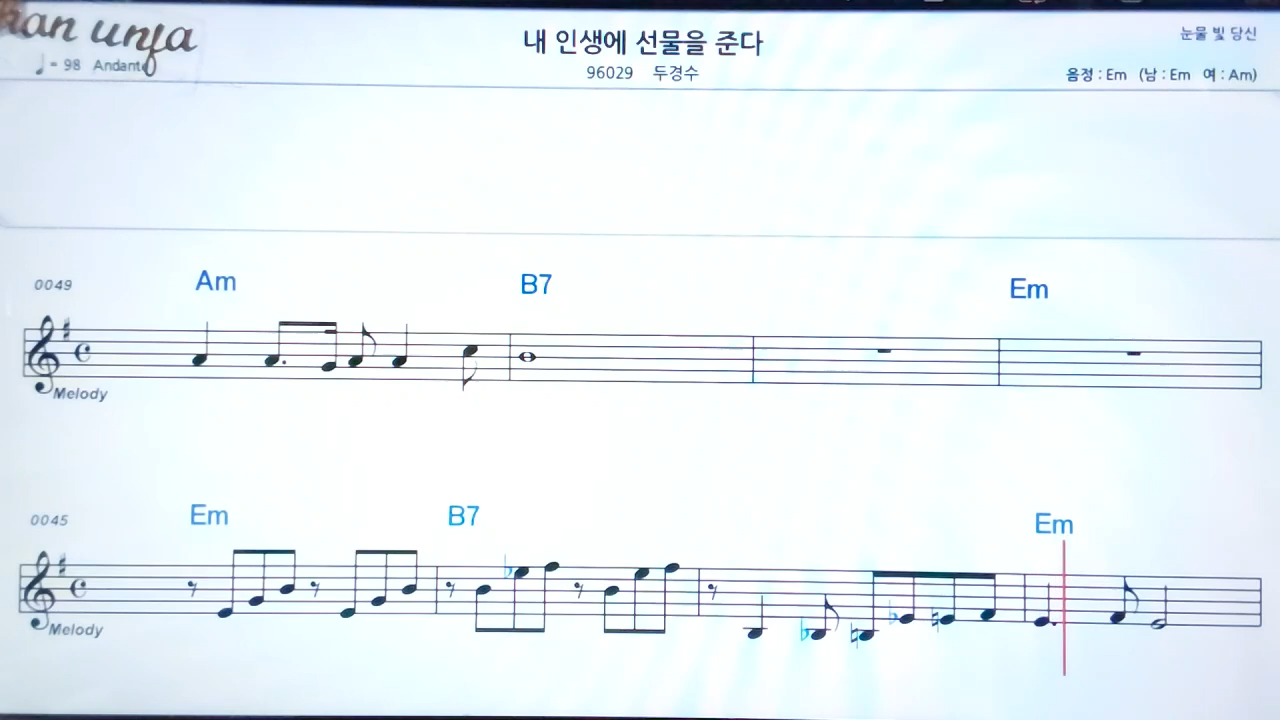 han unja
♩= 98 Andante
내 인생에 선물을 준다
96029 두경수
눈물 빛 당신
음정 : Em (남 : Em 여 : Am)
0049
Am B7 Em
Melody
0045
Em B7 Em
Melody